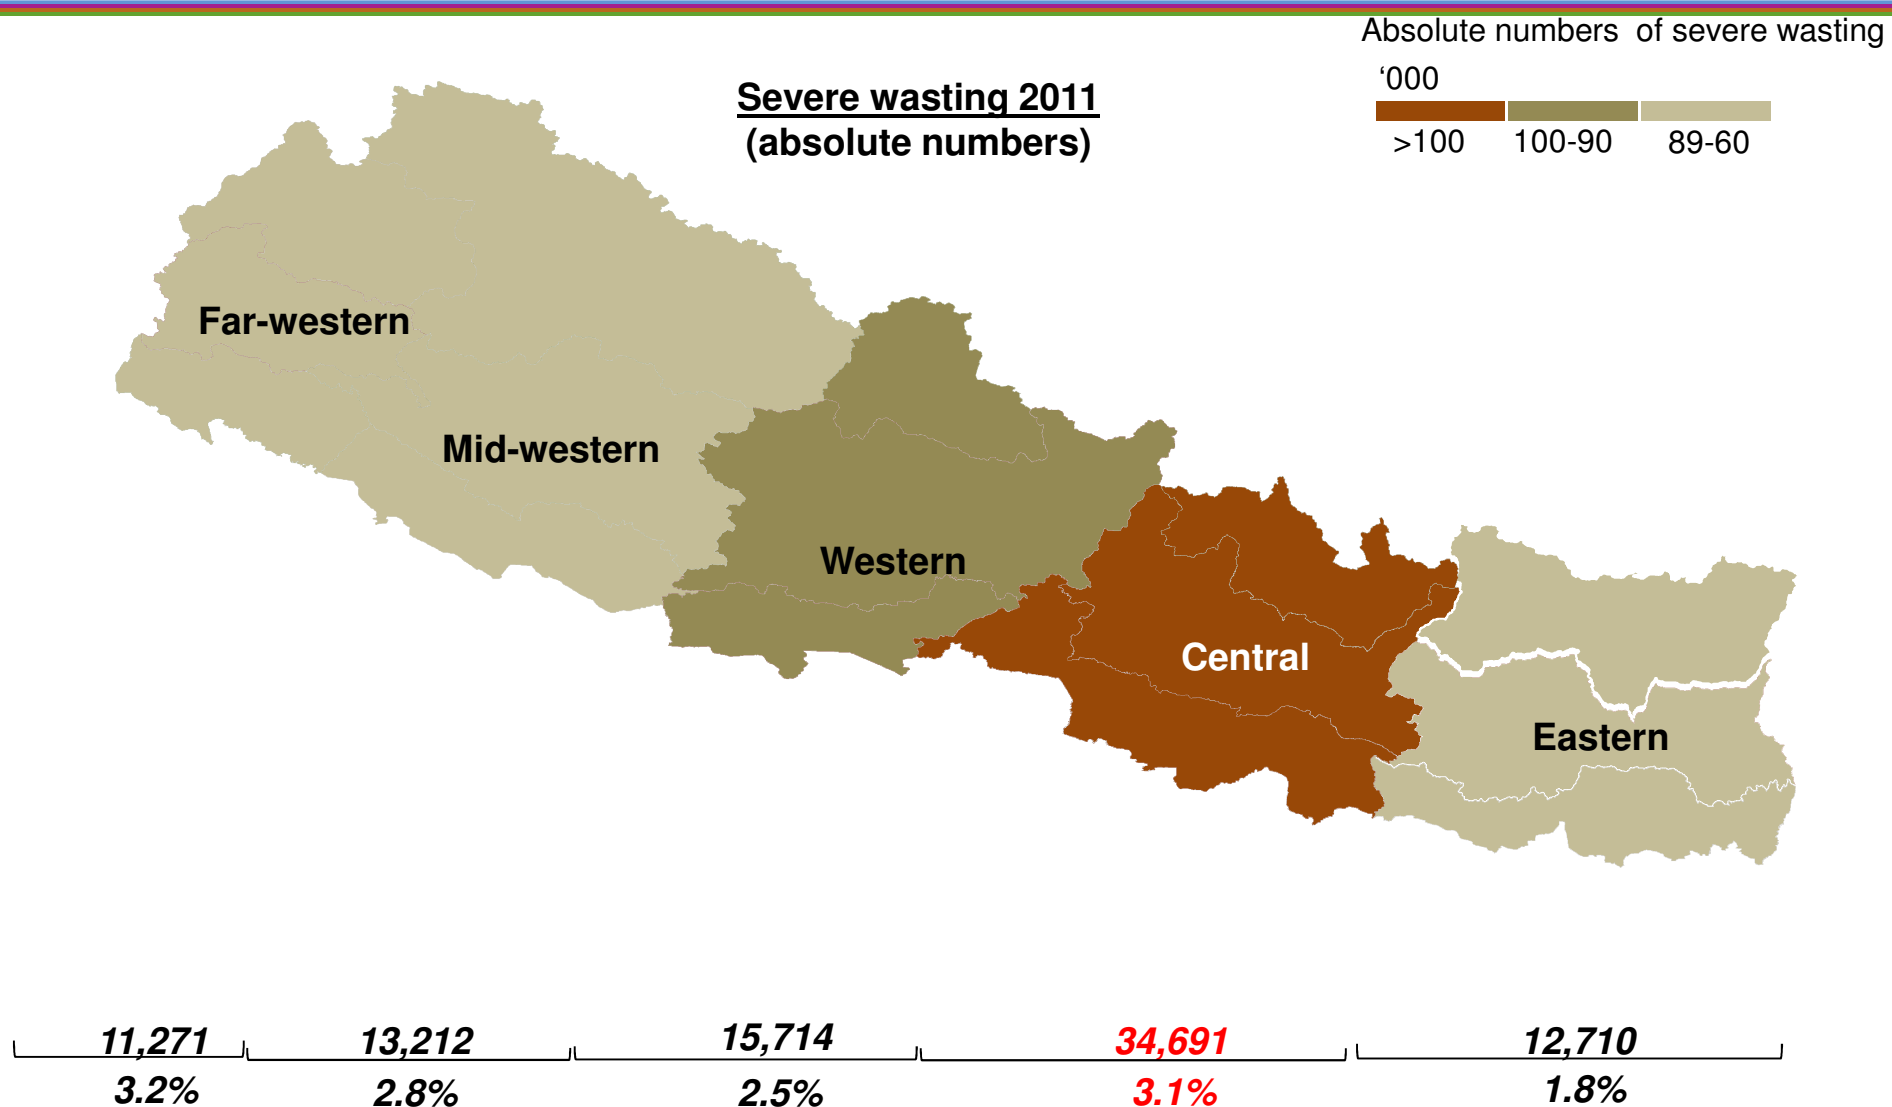 Absolute numbers of severe wasting
‘000
>100 100-90 89-60
Severe wasting 2011
(absolute numbers)
Far-western
Mid-western
Western
Central
Eastern
11,271 13,212 15,714 34,691 12,710
3.2% 2.8% 2.5% 3.1% 1.8%